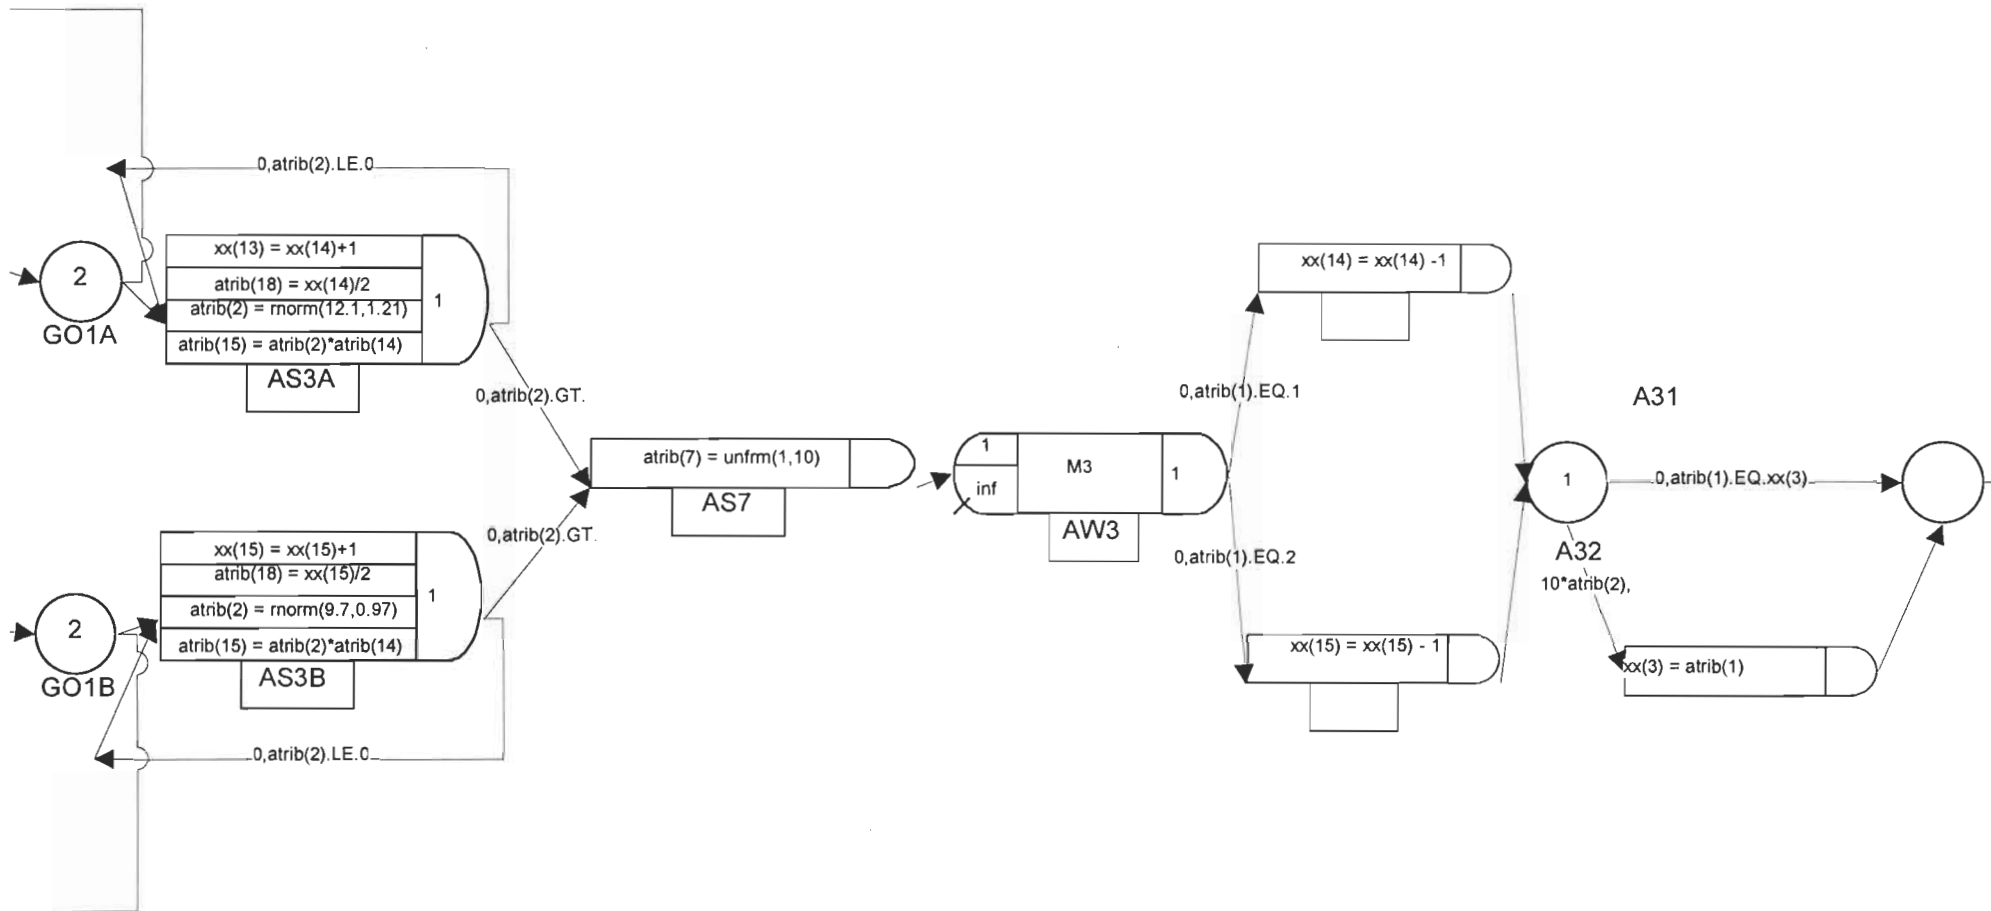 0,atrib(2).LE.0
2
GO1A
xx(13) = xx(14)+1
atrib(18) = xx(14)/2
atrib(2) = rnorm(12.1,1.21)
atrib(15) = atrib(2)*atrib(14)
1
AS3A
0,atrib(2).GT.
xx(14) = xx(14) -1
0,atrib(1).EQ.1
A31
atrib(7) = unfrm(1,10)
AS7
1
inf
M3
1
AW3
1
0,atrib(1).EQ.xx(3)
0,atrib(2).GT.
0,atrib(1).EQ.2
A32
10*atrib(2),
2
GO1B
xx(15) = xx(15)+1
atrib(18) = xx(15)/2
atrib(2) = rnorm(9.7,0.97)
atrib(15) = atrib(2)*atrib(14)
1
AS3B
xx(15) = xx(15) - 1
xx(3) = atrib(1)
0,atrib(2).LE.0